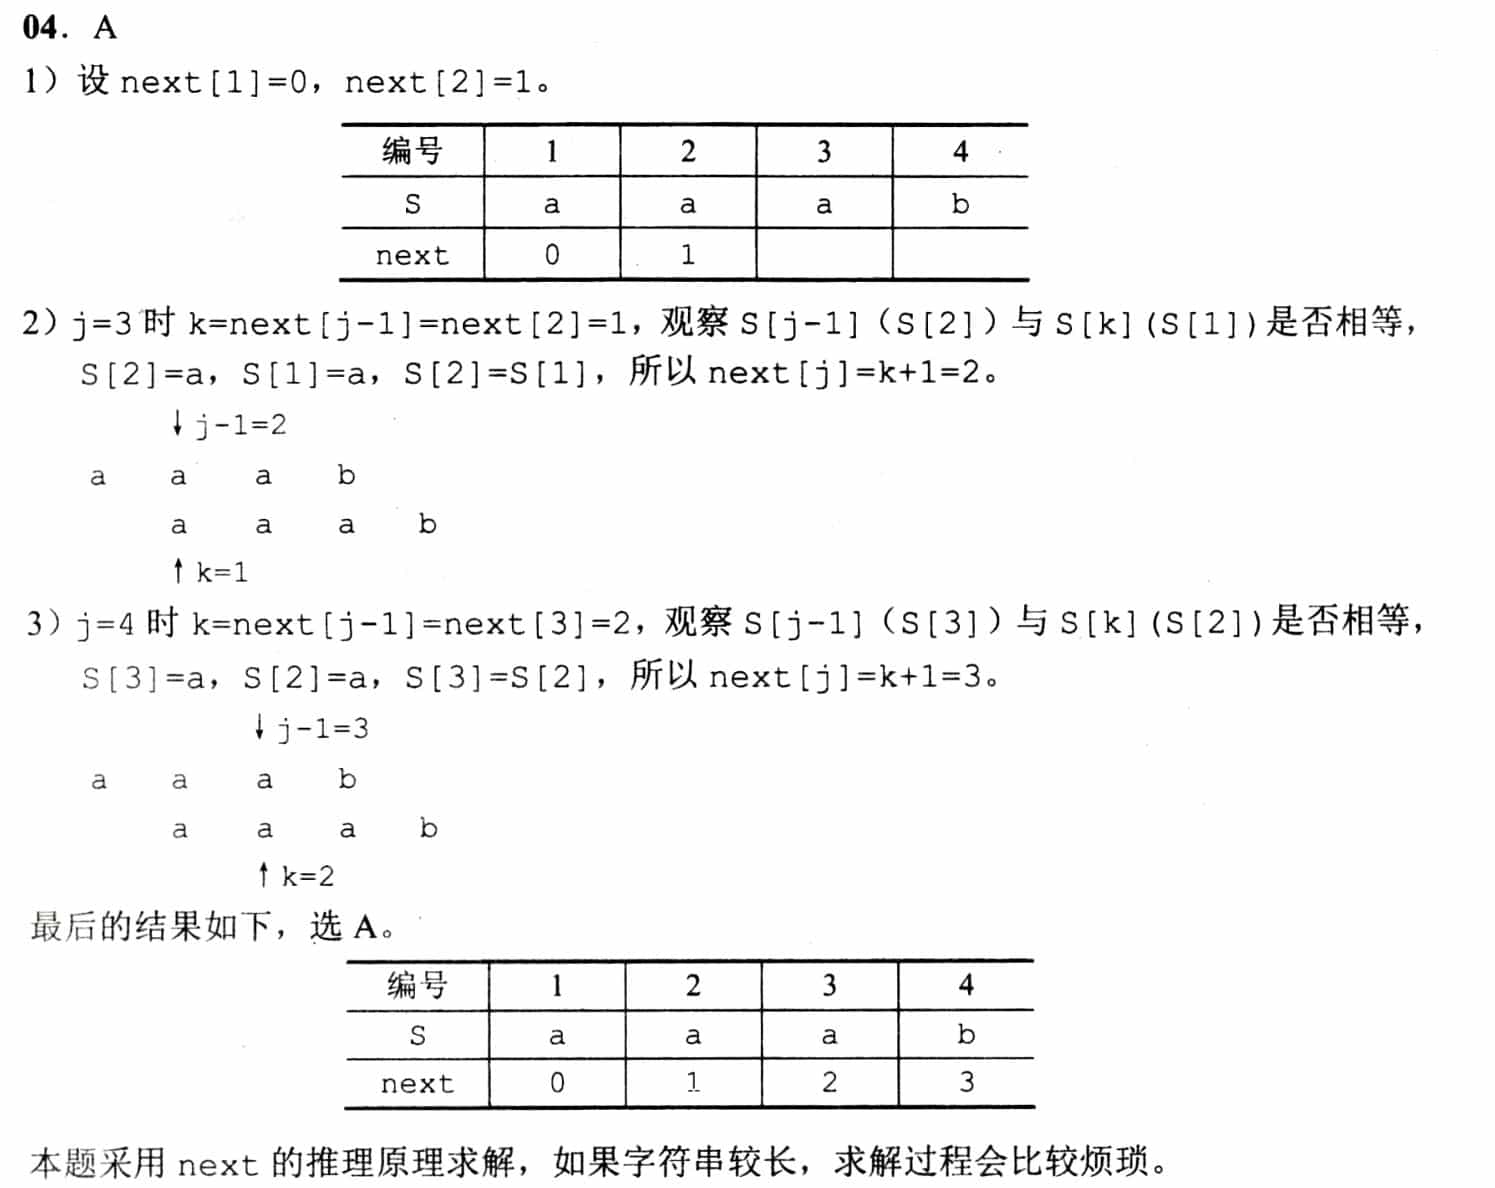 04. A
1）设 next[1]=0，next[2]=1。
编号 1 2 3 4
S a a a b
next 0 1
2）j=3 时 k=next[j-1]=next[2]=1，观察 S[j-1]（S[2]）与 S[k](S[1])是否相等，
S[2]=a，S[1]=a，S[2]=S[1]，所以 next[j]=k+1=2。
↓ j-1=2
a a a b
a a a b
↑ k=1
3）j=4 时 k=next[j-1]=next[3]=2，观察 S[j-1]（S[3]）与 S[k](S[2])是否相等，
S[3]=a，S[2]=a，S[3]=S[2]，所以 next[j]=k+1=3。
↓ j-1=3
a a a b
a a a b
↑ k=2
最后的结果如下，选 A。
编号 1 2 3 4
S a a a b
next 0 1 2 3
本题采用 next 的推理原理求解，如果字符串较长，求解过程会比较烦琐。